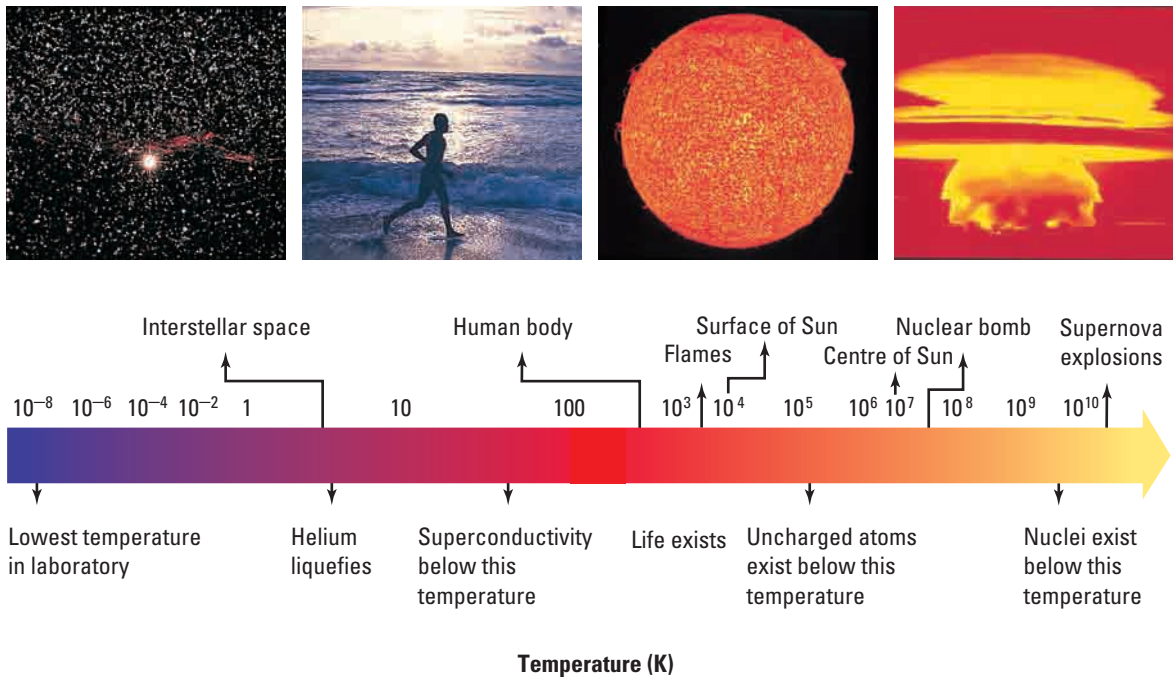 Interstellar space
Human body
Flames
Surface of Sun
Centre of Sun
Nuclear bomb
Supernova
explosions
10⁻⁸ 10⁻⁶ 10⁻⁴ 10⁻² 1 10 100 10³ 10⁴ 10⁵ 10⁶ 10⁷ 10⁸ 10⁹ 10¹⁰
Lowest temperature
in laboratory
Helium
liquefies
Superconductivity
below this
temperature
Life exists
Uncharged atoms
exist below this
temperature
Nuclei exist
below this
temperature
Temperature (K)